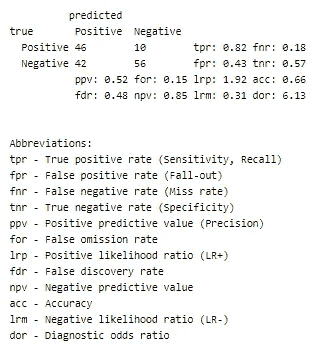 predicted
true Positive Negative
Positive 46 10 tpr: 0.82 fnr: 0.18
Negative 42 56 fpr: 0.43 tnr: 0.57
ppv: 0.52 for: 0.15 lrp: 1.92 acc: 0.66
fdr: 0.48 npv: 0.85 lrm: 0.31 dor: 6.13
Abbreviations:
tpr - True positive rate (Sensitivity, Recall)
fpr - False positive rate (Fall-out)
fnr - False negative rate (Miss rate)
tnr - True negative rate (Specificity)
ppv - Positive predictive value (Precision)
for - False omission rate
lrp - Positive likelihood ratio (LR+)
fdr - False discovery rate
npv - Negative predictive value
acc - Accuracy
lrm - Negative likelihood ratio (LR-)
dor - Diagnostic odds ratio